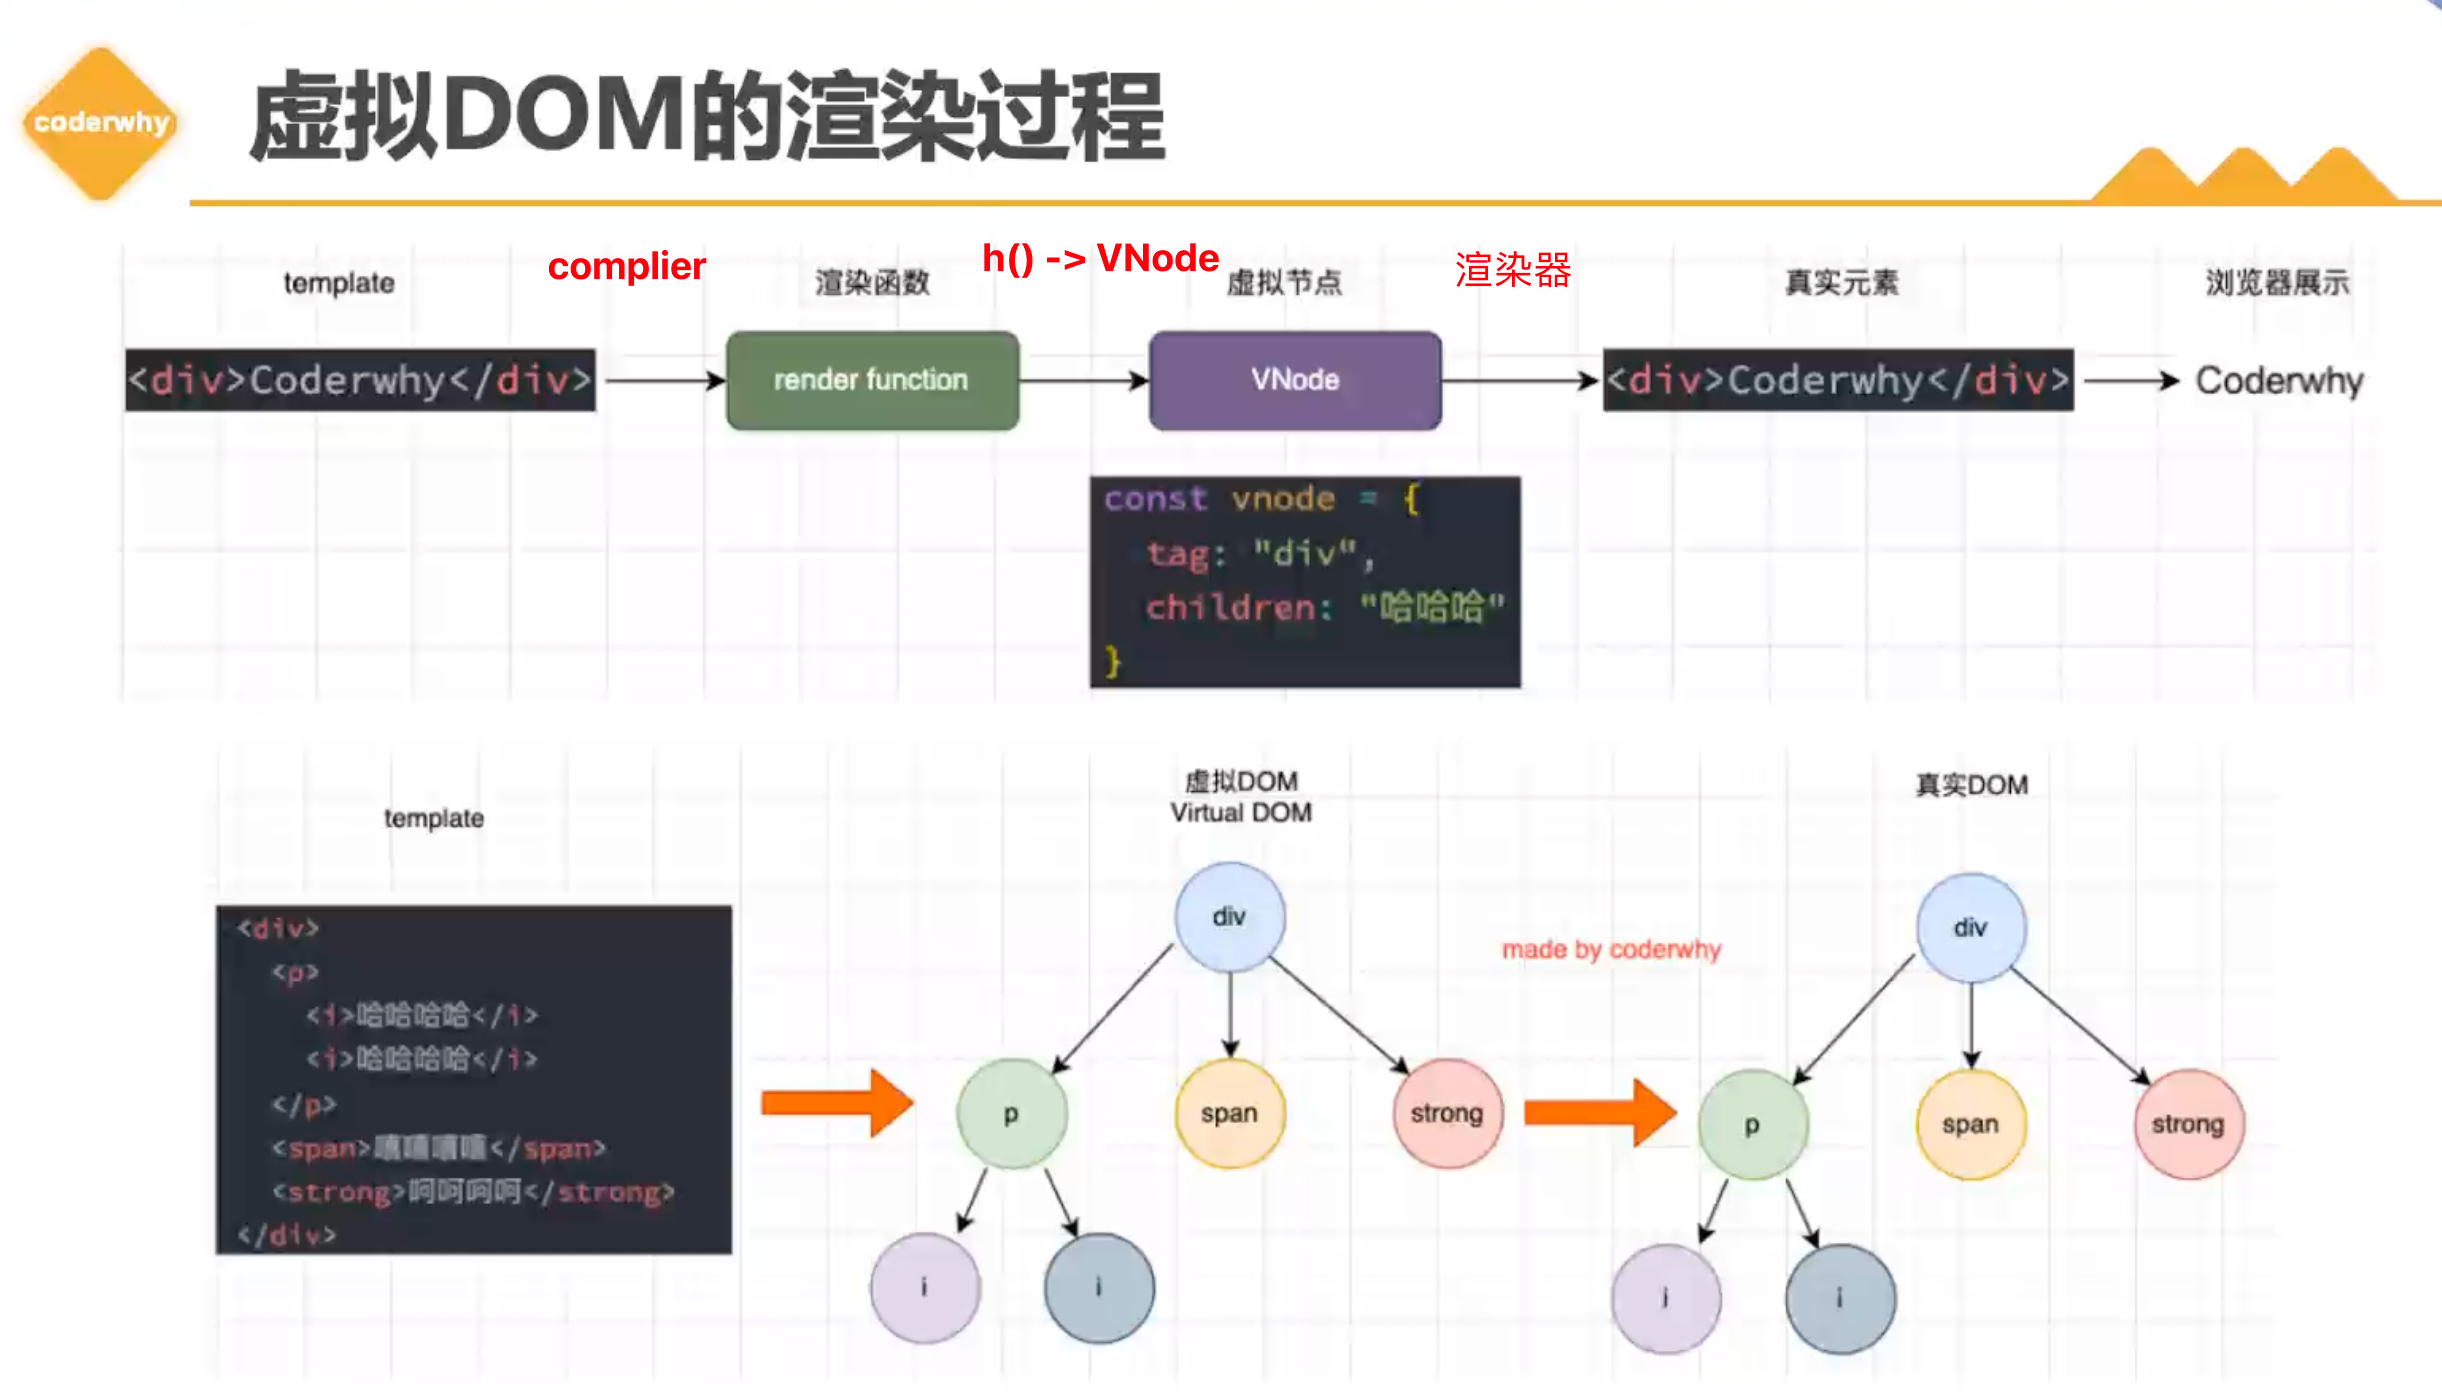 coderwhy
虚拟DOM的渲染过程
template
complier
渲染函数
h() -> VNode
虚拟节点
渲染器
真实元素
浏览器展示
<div>Coderwhy</div>
render function
VNode
<div>Coderwhy</div>
Coderwhy
const vnode = {
tag: "div",
children: "哈哈哈"
}
template
虚拟DOM
Virtual DOM
真实DOM
<div>
<p>
<i>哈哈哈哈</i>
<i>哈哈哈哈</i>
</p>
<span>嘻嘻嘻嘻</span>
<strong>呵呵呵呵</strong>
</div>
div
p
span
strong
i
i
made by coderwhy
div
p
span
strong
i
i